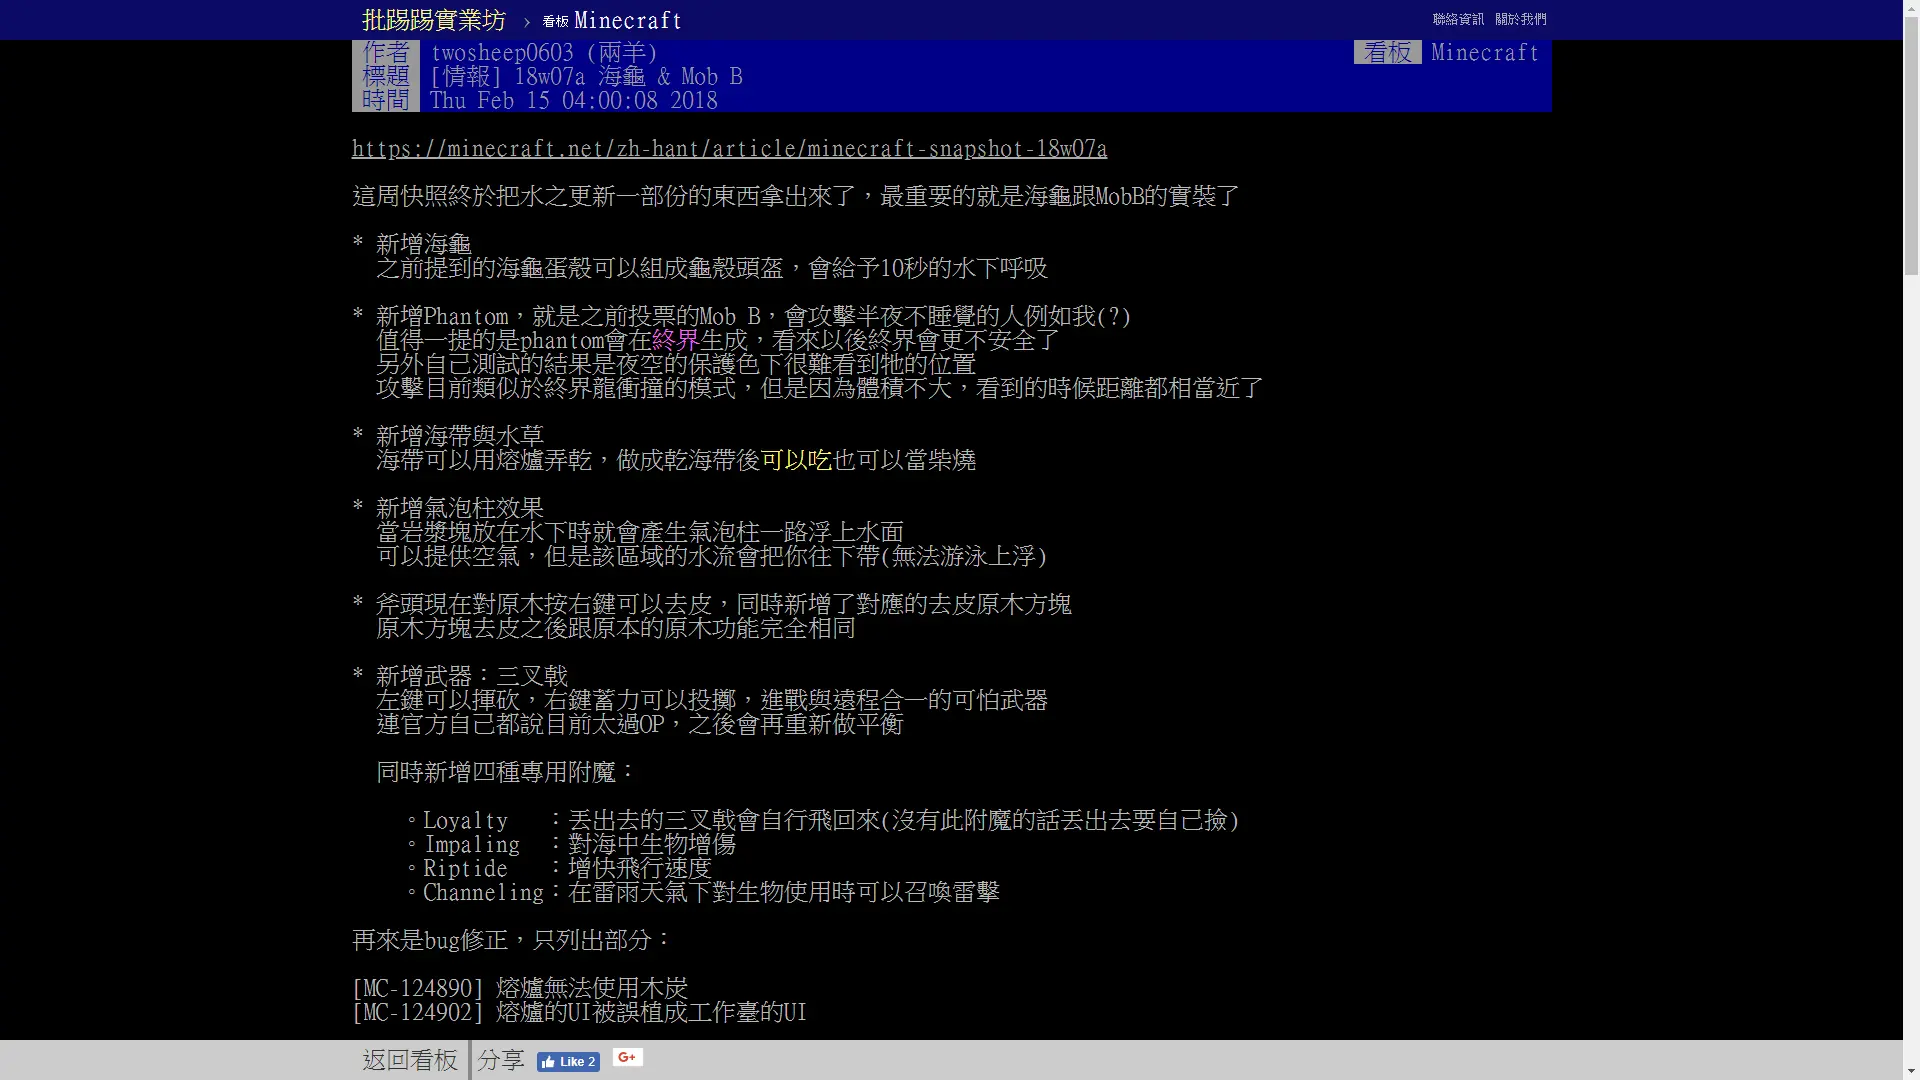 批踢踢實業坊 › 看板 Minecraft 聯絡資訊 關於我們
作者 twosheep0603 (兩羊) 看板 Minecraft
標題 [情報] 18w07a 海龜 & Mob B
時間 Thu Feb 15 04:00:08 2018
https://minecraft.net/zh-hant/article/minecraft-snapshot-18w07a
這周快照終於把水之更新一部份的東西拿出來了，最重要的就是海龜跟MobB的實裝了
* 新增海龜
之前提到的海龜蛋殼可以組成龜殼頭盔，會給予10秒的水下呼吸
* 新增Phantom，就是之前投票的Mob B，會攻擊半夜不睡覺的人例如我(?)
值得一提的是phantom會在終界生成，看來以後終界會更不安全了
另外自己測試的結果是夜空的保護色下很難看到牠的位置
攻擊目前類似於終界龍衝撞的模式，但是因為體積不大，看到的時候距離都相當近了
* 新增海帶與水草
海帶可以用熔爐弄乾，做成乾海帶後可以吃也可以當柴燒
* 新增氣泡柱效果
當岩漿塊放在水下時就會產生氣泡柱一路浮上水面
可以提供空氣，但是該區域的水流會把你往下帶(無法游泳上浮)
* 斧頭現在對原木按右鍵可以去皮，同時新增了對應的去皮原木方塊
原木方塊去皮之後跟原本的原木功能完全相同
* 新增武器：三叉戟
左鍵可以揮砍，右鍵蓄力可以投擲，進戰與遠程合一的可怕武器
連官方自己都說目前太過OP，之後會再重新做平衡
同時新增四種專用附魔：
。Loyalty ：丟出去的三叉戟會自行飛回來(沒有此附魔的話丟出去要自己撿)
。Impaling ：對海中生物增傷
。Riptide ：增快飛行速度
。Channeling：在雷雨天氣下對生物使用時可以召喚雷擊
再來是bug修正，只列出部分：
[MC-124890] 熔爐無法使用木炭
[MC-124902] 熔爐的UI被誤植成工作臺的UI
返回看板 分享 Like 2 G+